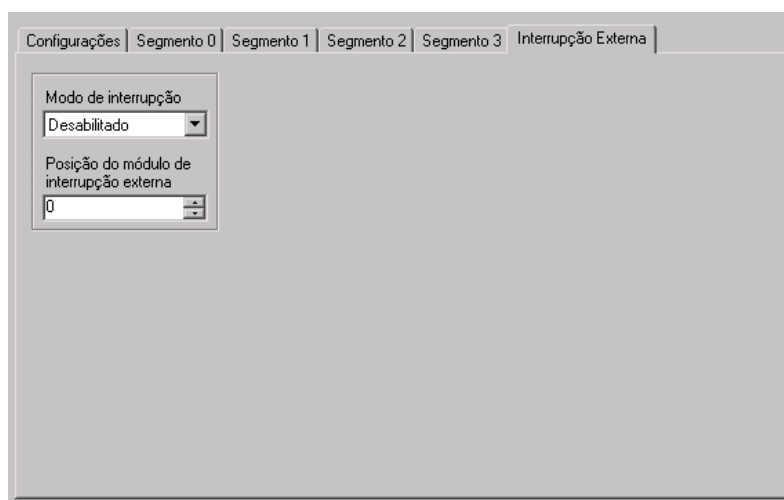 Configurações Segmento 0 Segmento 1 Segmento 2 Segmento 3 Interrupção Externa
Modo de interrupção
Desabilitado
Posição do módulo de
interrupção externa
0